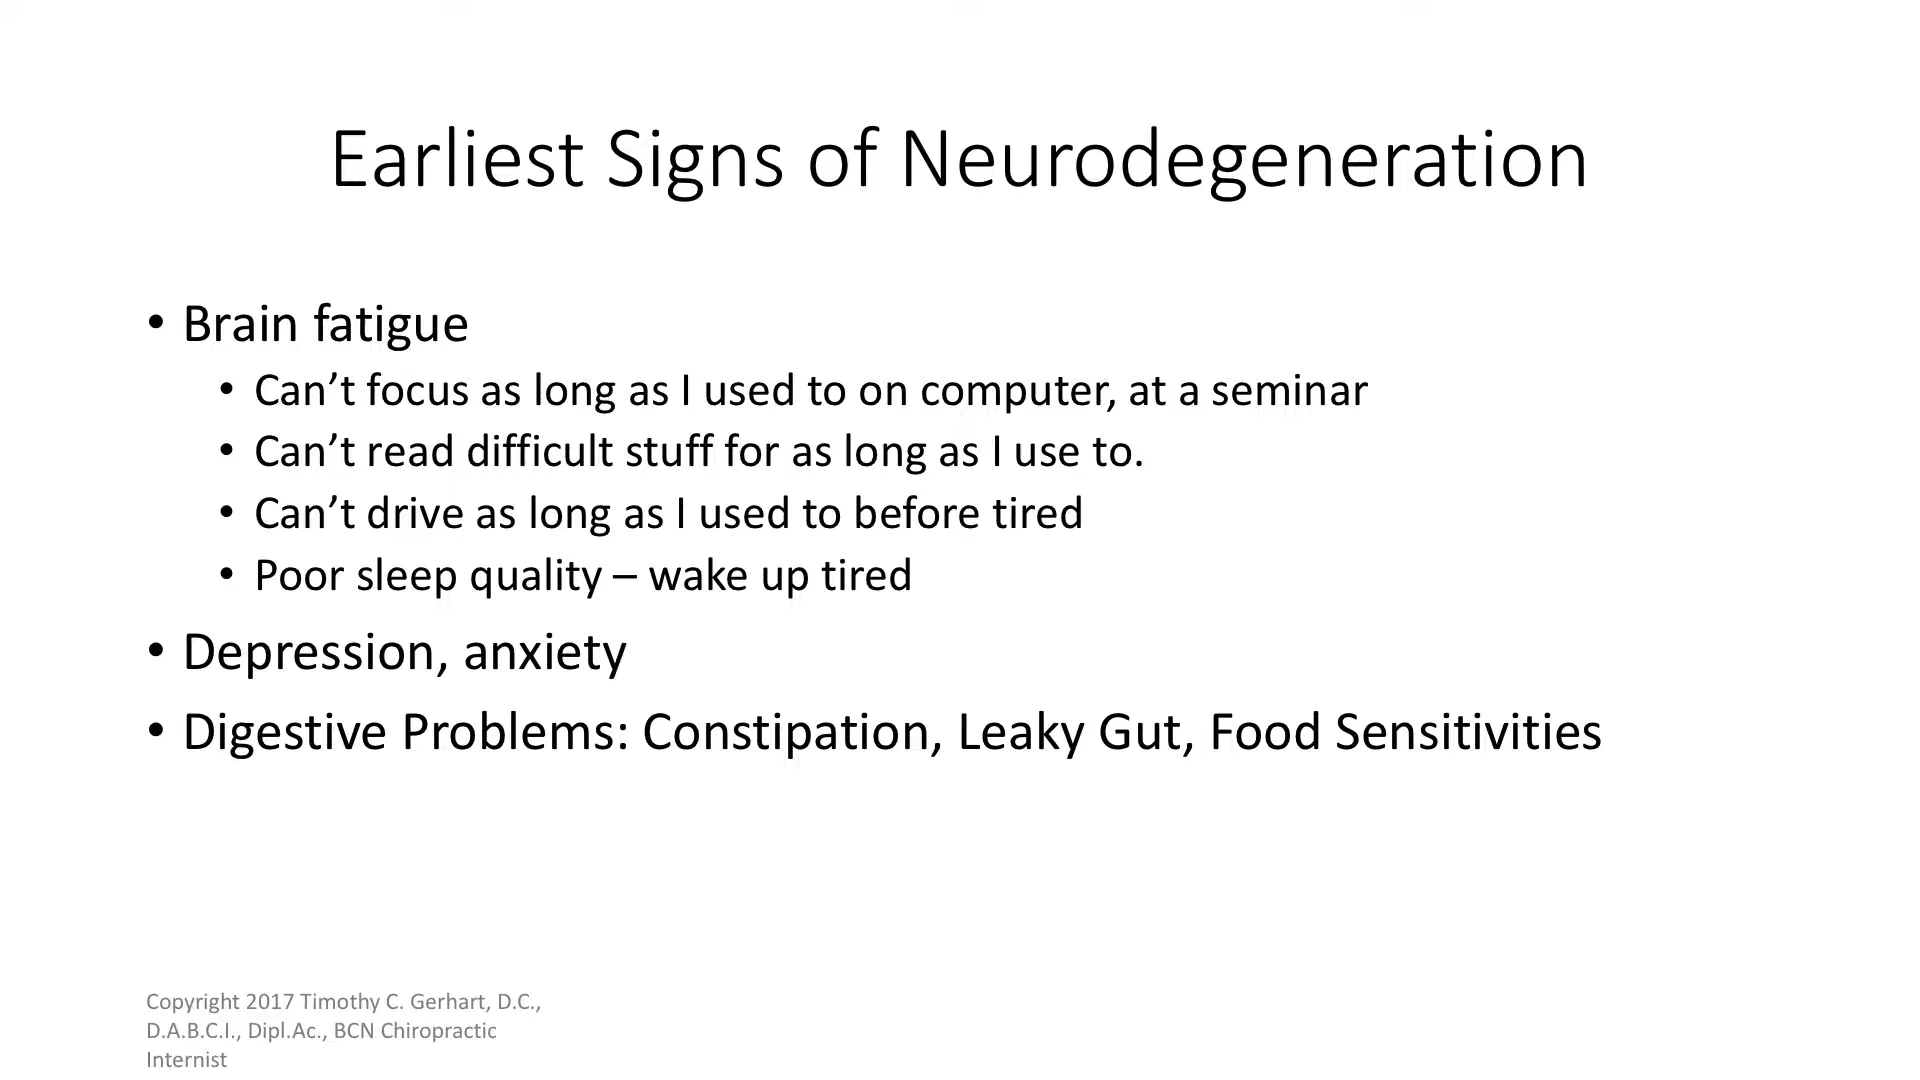 Earliest Signs of Neurodegeneration
• Brain fatigue
• Can’t focus as long as I used to on computer, at a seminar
• Can’t read difficult stuff for as long as I use to.
• Can’t drive as long as I used to before tired
• Poor sleep quality – wake up tired
• Depression, anxiety
• Digestive Problems: Constipation, Leaky Gut, Food Sensitivities
Copyright 2017 Timothy C. Gerhart, D.C.,
D.A.B.C.I., Dipl.Ac., BCN Chiropractic
Internist